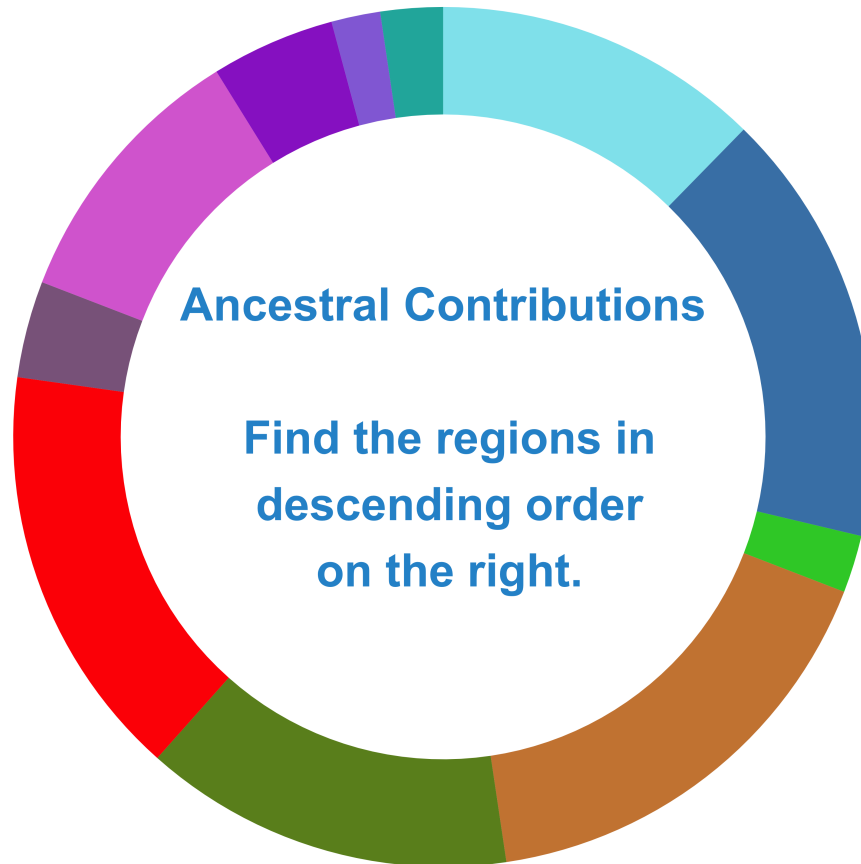 Ancestral Contributions
Find the regions in
descending order
on the right.